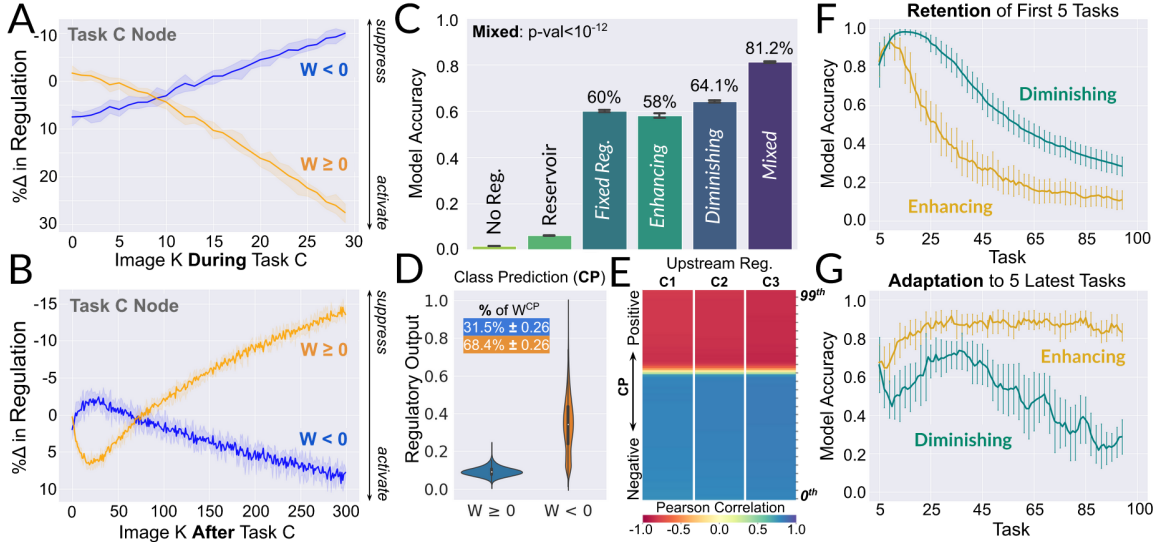 A
Task C Node
-10
0
10
20
30
%Δ in Regulation
W < 0
W ≥ 0
suppress
activate
0 5 10 15 20 25 30
Image K During Task C
B
Task C Node
-15
-10
-5
0
5
10
%Δ in Regulation
W ≥ 0
W < 0
suppress
activate
0 50 100 150 200 250 300
Image K After Task C
C
Mixed: p-val<10⁻¹²
1.0
0.8
0.6
0.4
0.2
0.0
Model Accuracy
No Reg.
Reservoir
60%
Fixed Reg.
58%
Enhancing
64.1%
Diminishing
81.2%
Mixed
D
Class Prediction (CP)
1.0
0.8
0.6
0.4
0.2
0.0
Regulatory Output
% of Wᶜᴾ
31.5% ± 0.26
68.4% ± 0.26
W ≥ 0 W < 0
E
Upstream Reg.
C1 C2 C3
Positive
CP
Negative
99th
0th
Pearson Correlation
-1.0 -0.5 0.0 0.5 1.0
F
Retention of First 5 Tasks
1.0
0.8
0.6
0.4
0.2
0.0
Model Accuracy
Diminishing
Enhancing
5 25 45 65 85 100
Task
G
Adaptation to 5 Latest Tasks
1.0
0.8
0.6
0.4
0.2
0.0
Model Accuracy
Enhancing
Diminishing
5 25 45 65 85 100
Task